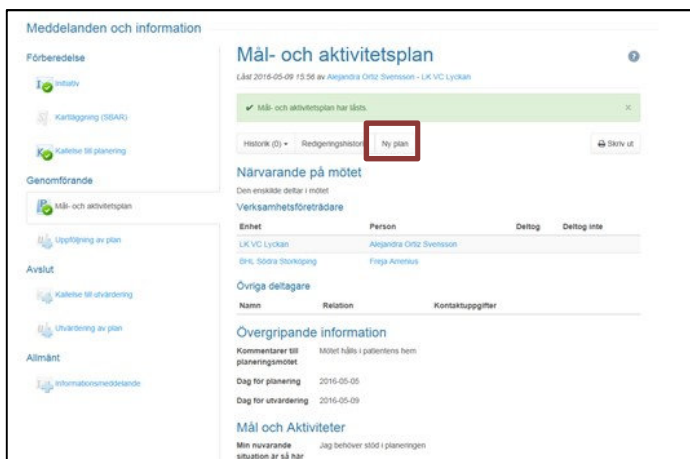 Meddelanden och information
Förberedelse
Initiativ
Kartläggning (SBAR)
Kallelse till planering
Genomförande
Mål- och aktivitetsplan
Uppföljning av plan
Avslut
Kallelse till utvärdering
Utvärdering av plan
Allmänt
Informationsmeddelande
Mål- och aktivitetsplan
Låst 2016-05-09 15:56 av Alejandra Ortiz Svensson - LK VC Lyckan
Mål- och aktivitetsplan har låsts.
Historik (0) Redigeringshistorik Ny plan Skriv ut
Närvarande på mötet
Den enskilde deltar i mötet
Verksamhetsföreträdare
Enhet Person Deltog Deltog inte
LK VC Lyckan Alejandra Ortiz Svensson
BHL Södra Storköping Freja Arrenius
Övriga deltagare
Namn Relation Kontaktuppgifter
Övergripande information
Kommentarer till planeringsmötet Mötet hålls i patientens hem
Dag för planering 2016-05-05
Dag för utvärdering 2016-05-09
Mål och Aktiviteter
Min nuvarande situation är så här Jag behöver stöd i planeringen